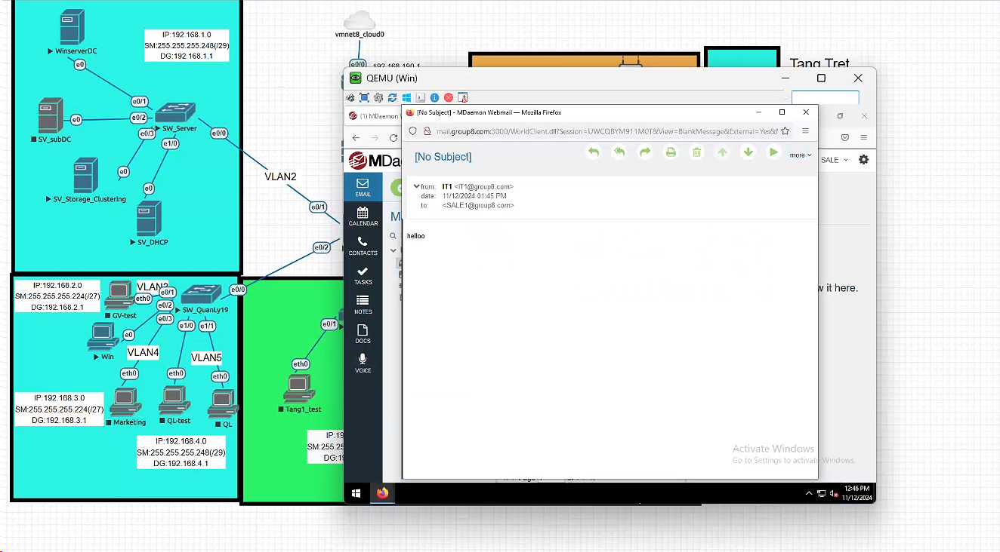 IP:192.168.1.0
SM:255.255.255.248(/29)
DG:192.168.1.1
WinserverDC
e0
e0/1
SV_subDC
e0
e0/2
SW_Server
e0/3
e1/0
e0/0
VLAN2
e0
e0
SV_Storage_Clustering
SV_DHCP
e0/1
e0/2
vmnet8_cloud0
e0/0
192.168.190.1
Tang Tret
IP:192.168.2.0
SM:255.255.255.224(/27)
DG:192.168.2.1
GV-test
eth0
e0/1
e0/2
e0/3
e0/0
SW_QuanLy19
e1/0
e1/1
e0
Win
VLAN4
VLAN5
eth0
eth0
eth0
IP:192.168.3.0
SM:255.255.255.224(/27)
DG:192.168.3.1
Marketing
QL-test
QL
IP:192.168.4.0
SM:255.255.255.248(/29)
DG:192.168.4.1
e0/1
eth0
Tang1_test
QEMU (Win)
(1) MDaemon
[No Subject] - MDaemon Webmail — Mozilla Firefox
mail.group8.com:3000/WorldClient.dll?Session=UWCQBYM911M0T&View=BlankMessage&External=Yes&
[No Subject]
more
SALE
from: IT1 <IT1@group8.com>
date: 11/12/2024 01:45 PM
to: <SALE1@group8.com>
helloo
EMAIL
CALENDAR
CONTACTS
TASKS
NOTES
DOCS
VOICE
it here.
Activate Windows
Go to Settings to activate Windows.
12:46 PM
11/12/2024